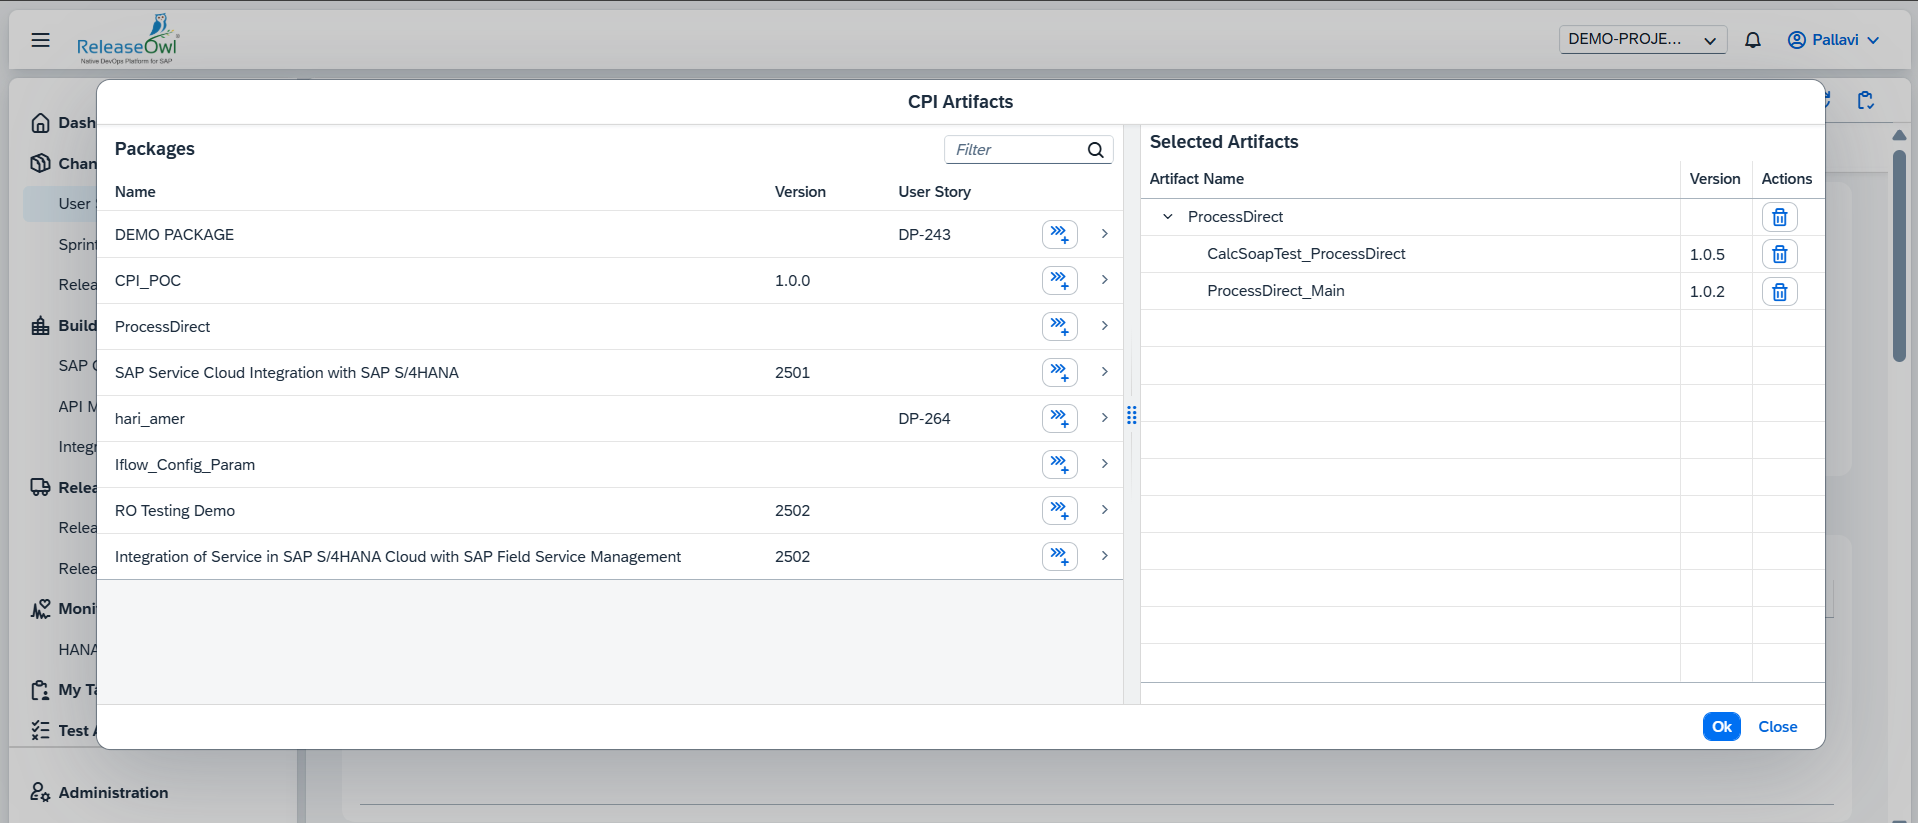 ReleaseOwl
Native DevOps Platform for SAP
DEMO-PROJE...
Pallavi
Dash
Chan
User
Sprin
Relea
Build
SAP
API M
Integr
Relea
Relea
Relea
Moni
HANA
My Ta
Test
Administration
CPI Artifacts
Packages
Filter
Name Version User Story
DEMO PACKAGE DP-243
CPI_POC 1.0.0
ProcessDirect
SAP Service Cloud Integration with SAP S/4HANA 2501
hari_amer DP-264
Iflow_Config_Param
RO Testing Demo 2502
Integration of Service in SAP S/4HANA Cloud with SAP Field Service Management 2502
Selected Artifacts
Artifact Name Version Actions
ProcessDirect
CalcSoapTest_ProcessDirect 1.0.5
ProcessDirect_Main 1.0.2
Ok Close